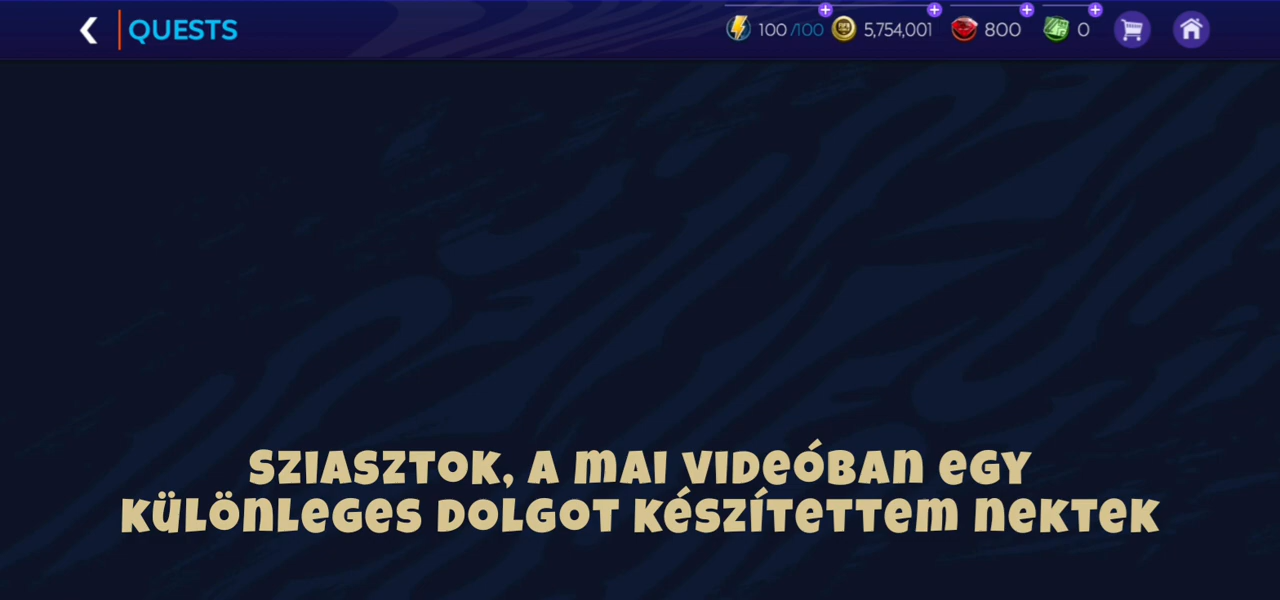 QUESTS 100/100 5,754,001 800 0
SZIASZTOK, A MAI VIDEÓBAN EGY
KÜLÖNLEGES DOLGOT KÉSZÍTETTEM NEKTEK